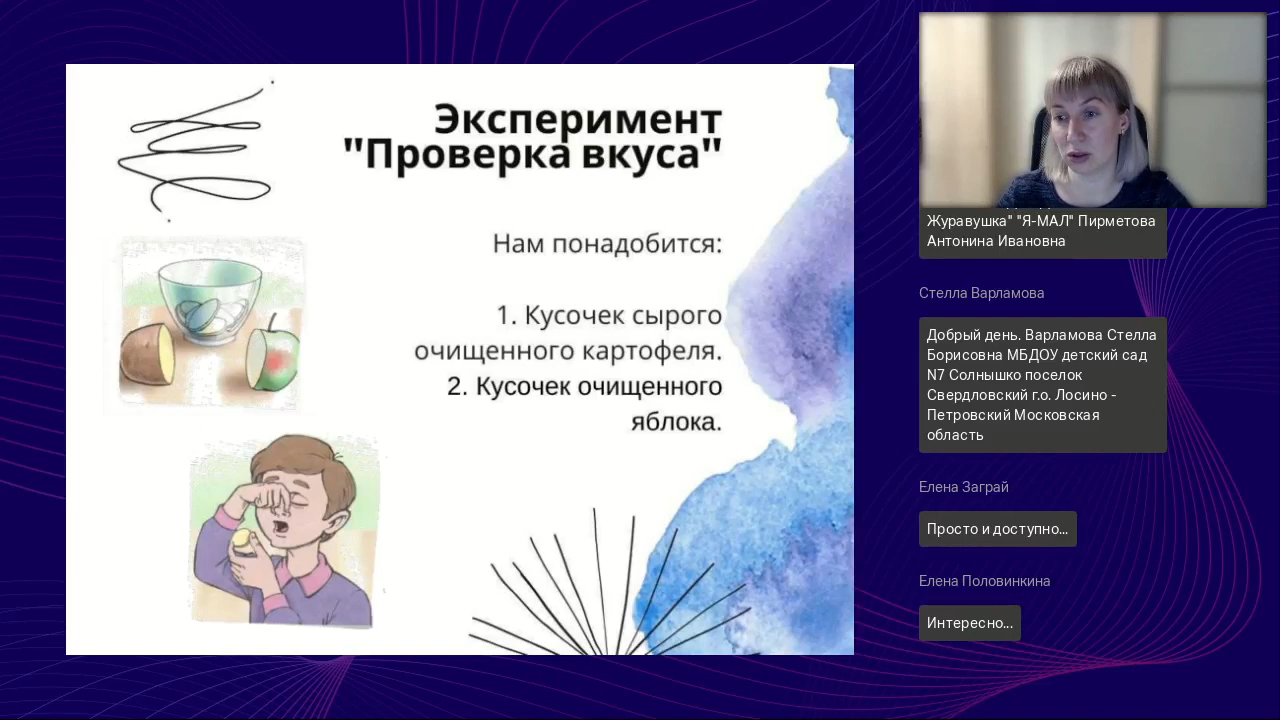 Эксперимент
"Проверка вкуса"
Нам понадобится:
1. Кусочек сырого
очищенного картофеля.
2. Кусочек очищенного
яблока.
Журавушка" "Я-МАЛ" Пирметова
Антонина Ивановна
Стелла Варламова
Добрый день. Варламова Стелла
Борисовна МБДОУ детский сад
N7 Солнышко поселок
Свердловский г.о. Лосино -
Петровский Московская
область
Елена Заграй
Просто и доступно...
Елена Половинкина
Интересно...